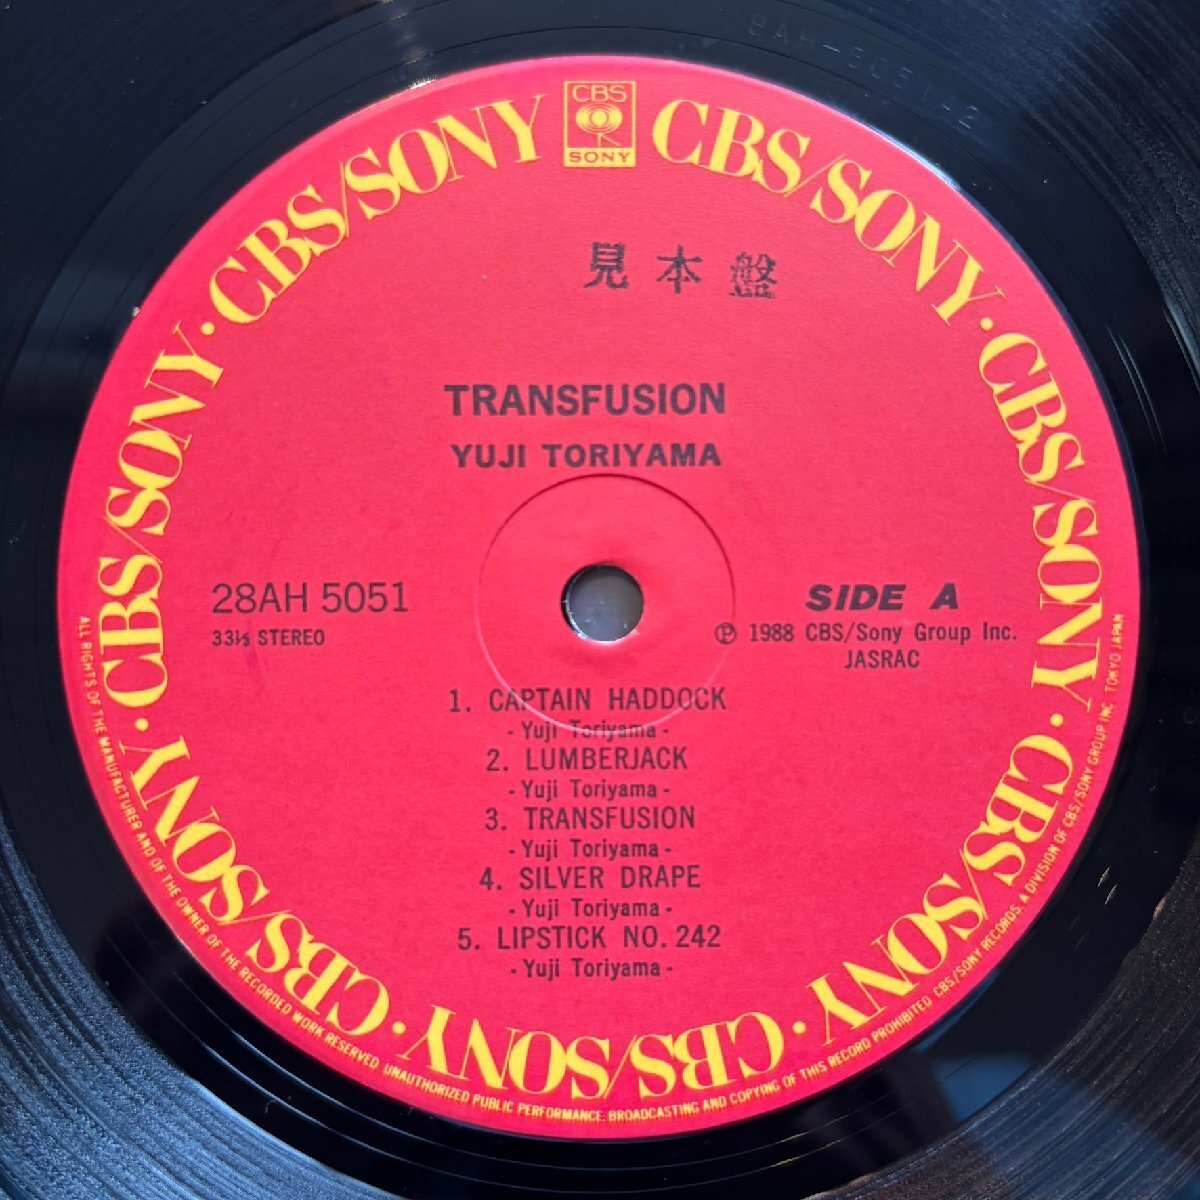 CBS
SONY
CBS/SONY · CBS/SONY · CBS/SONY · CBS/SONY · CBS/SONY · CBS/SONY · CBS/SONY · CBS/SONY
28AH-5051-2
見本盤
TRANSFUSION
YUJI TORIYAMA
28AH 5051
33⅓ STEREO
SIDE A
℗ 1988 CBS/Sony Group Inc.
JASRAC
1. CAPTAIN HADDOCK
- Yuji Toriyama -
2. LUMBERJACK
- Yuji Toriyama -
3. TRANSFUSION
- Yuji Toriyama -
4. SILVER DRAPE
- Yuji Toriyama -
5. LIPSTICK NO. 242
- Yuji Toriyama -
ALL RIGHTS OF THE MANUFACTURER AND OF THE OWNER OF THE RECORDED WORK RESERVED. UNAUTHORIZED PUBLIC PERFORMANCE, BROADCASTING AND COPYING OF THIS RECORD PROHIBITED. CBS/SONY RECORDS, A DIVISION OF CBS/SONY GROUP INC. TOKYO JAPAN